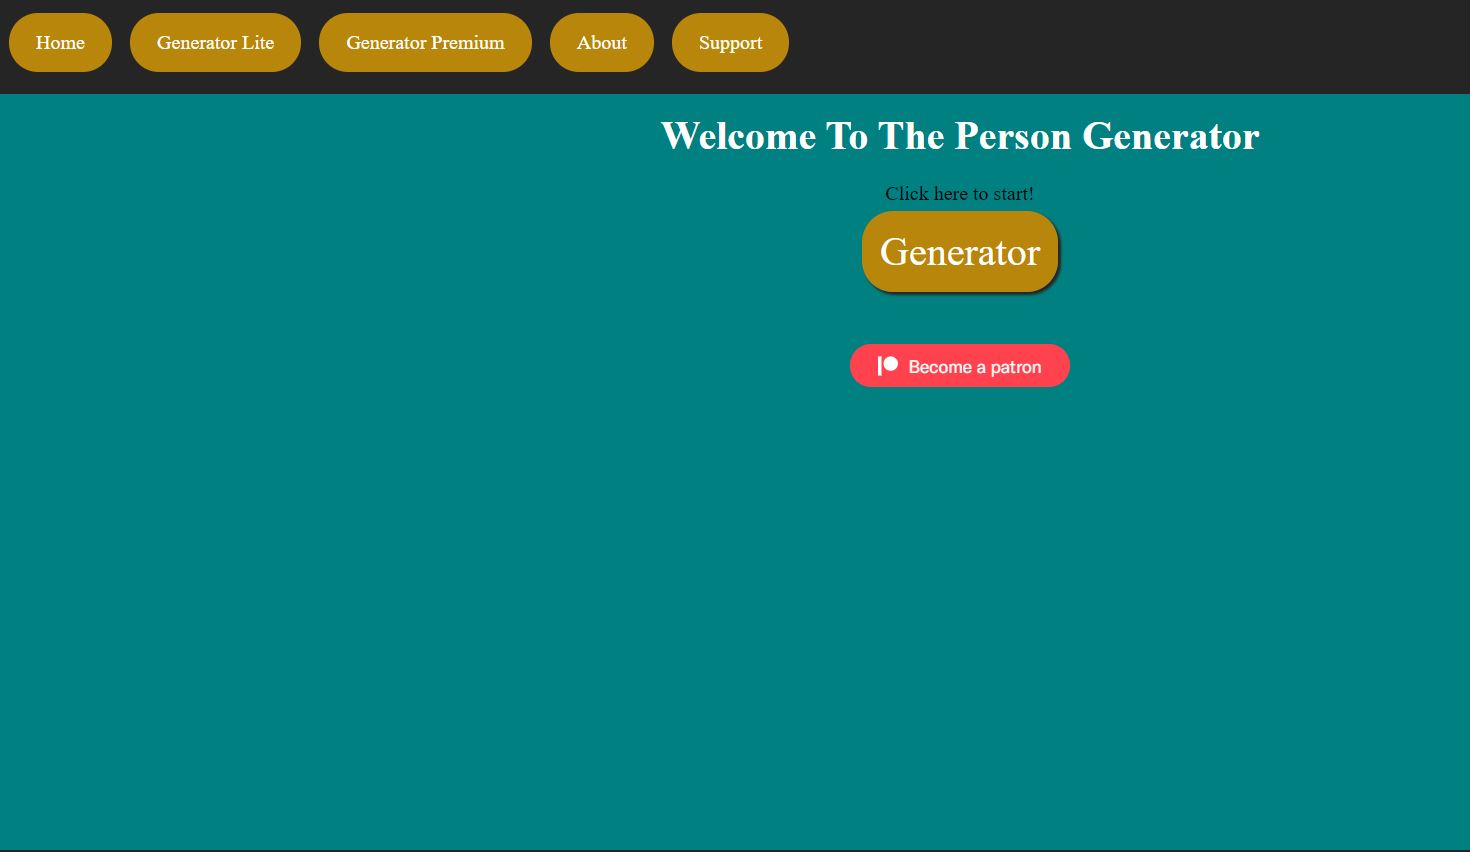 Home Generator Lite Generator Premium About Support
Welcome To The Person Generator
Click here to start!
Generator
Become a patron